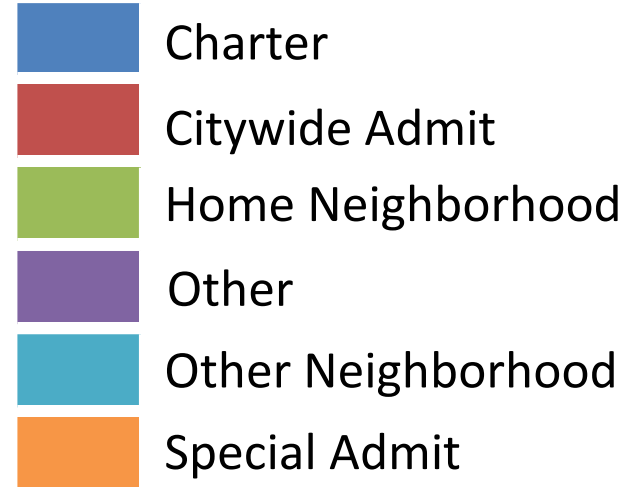 Charter
Citywide Admit
Home Neighborhood
Other
Other Neighborhood
Special Admit